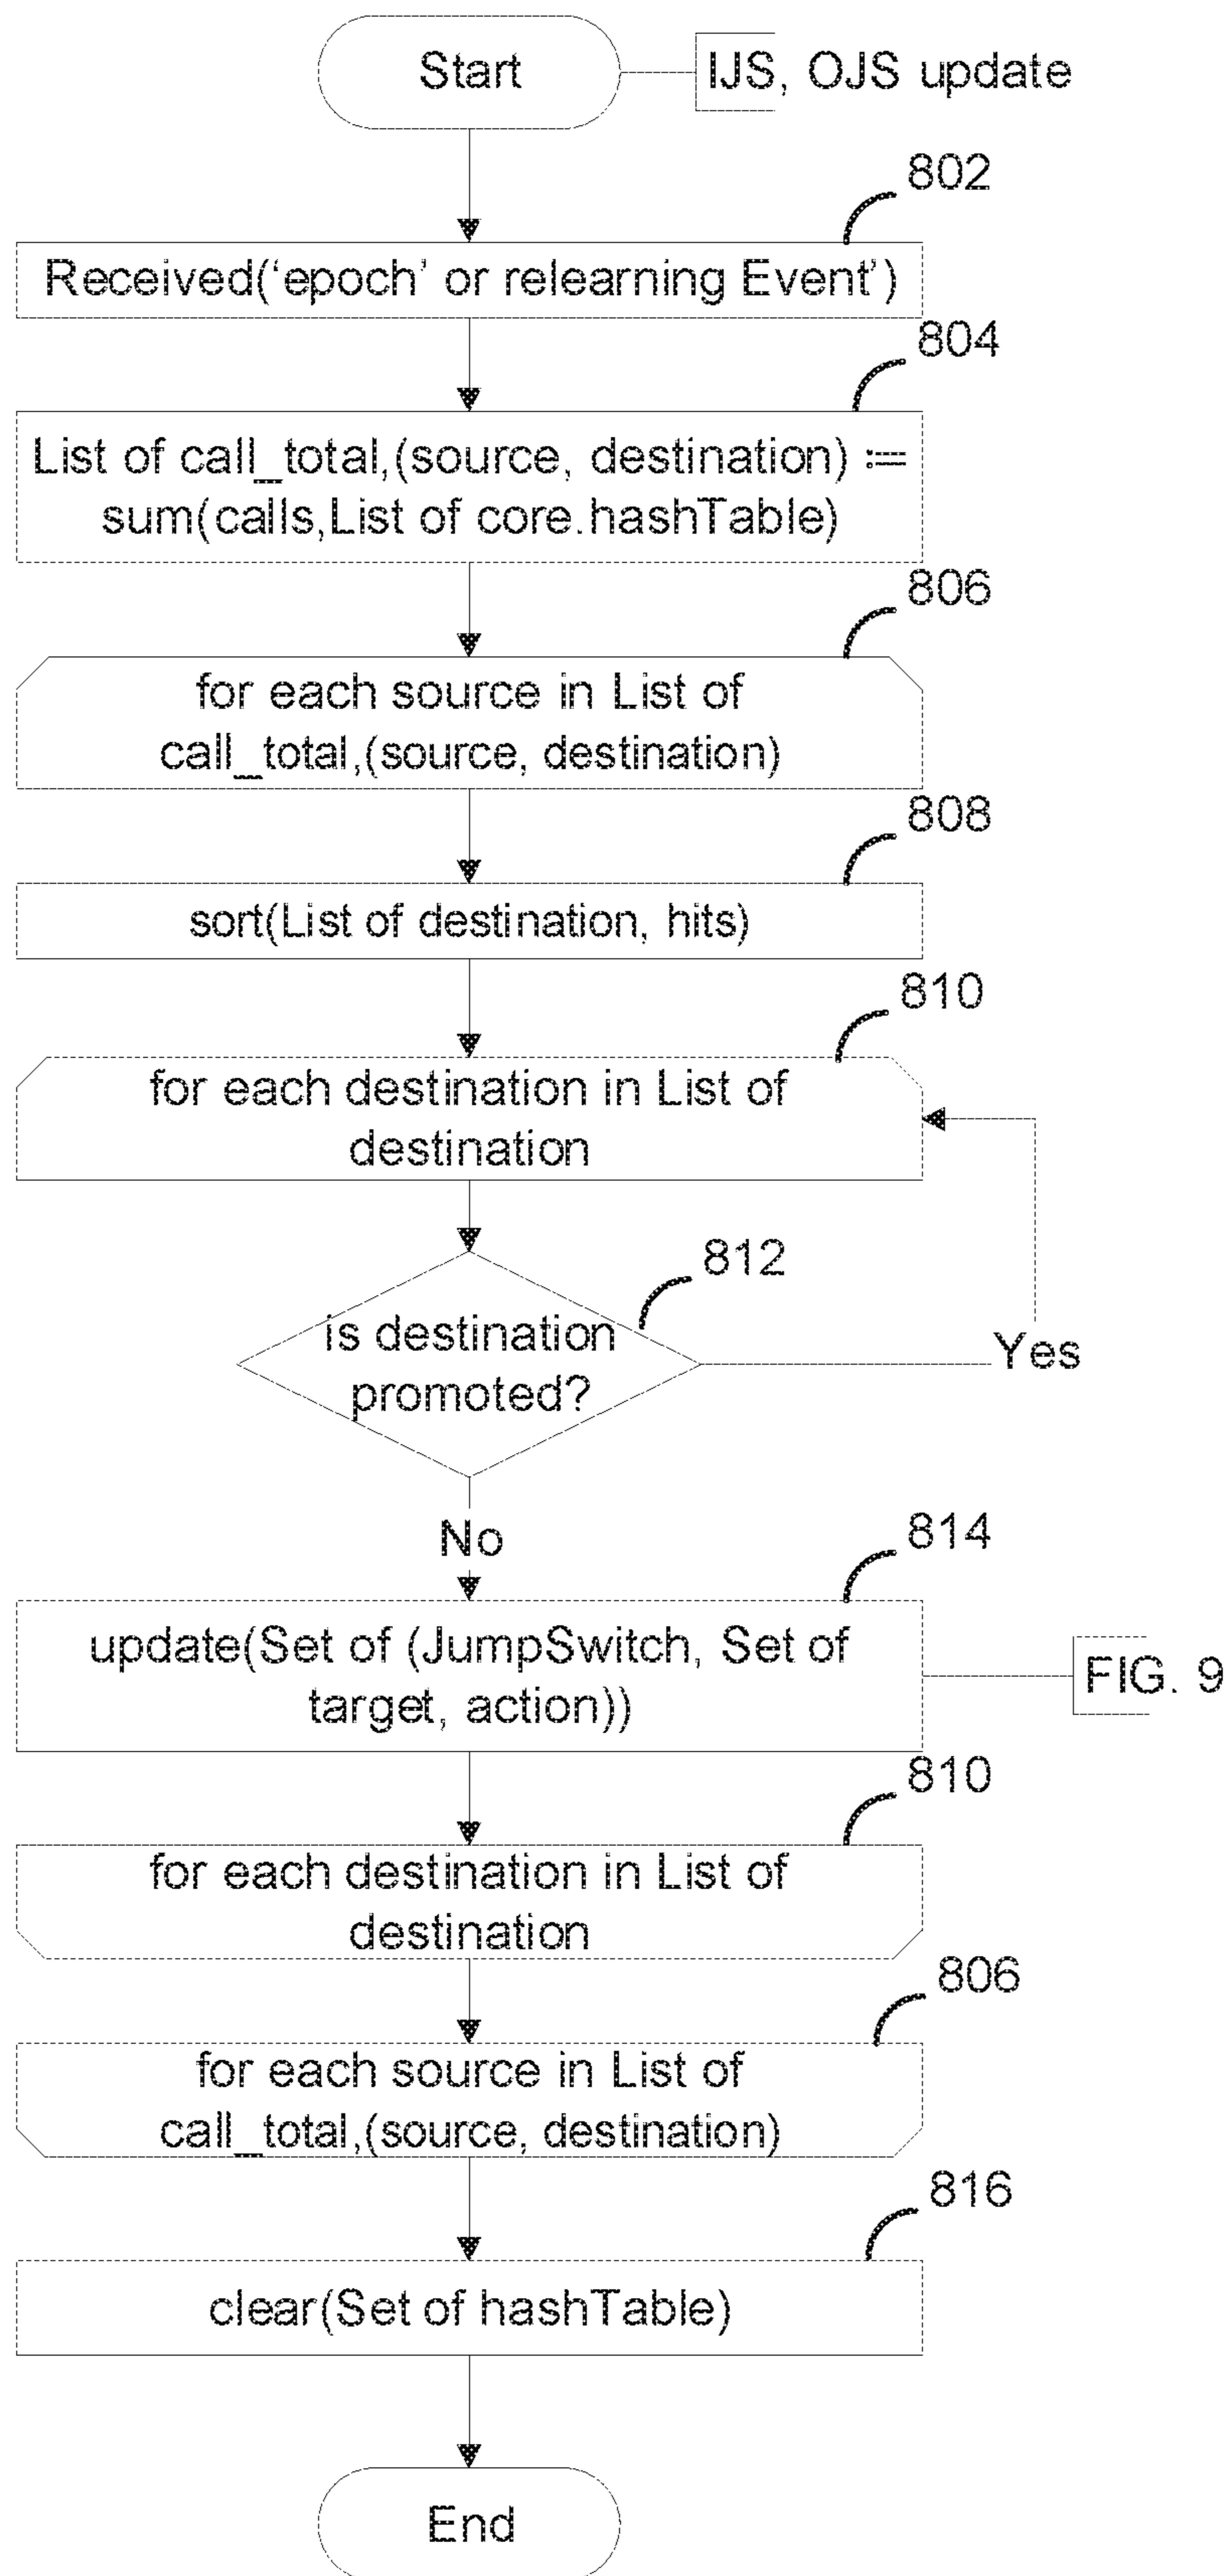 Start
IJS, OJS update
802
Received(‘epoch’ or relearning Event’)
804
List of call_total,(source, destination) :=
sum(calls,List of core.hashTable)
806
for each source in List of
call_total,(source, destination)
808
sort(List of destination, hits)
810
for each destination in List of
destination
812
is destination
promoted?
Yes
No
814
update(Set of (JumpSwitch, Set of
target, action))
FIG. 9
810
for each destination in List of
destination
806
for each source in List of
call_total,(source, destination)
816
clear(Set of hashTable)
End